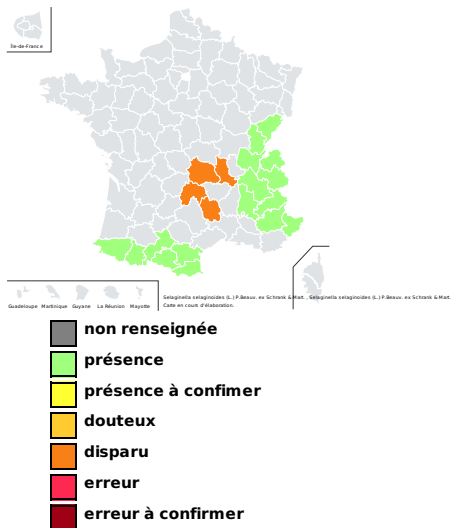 Île-de-France
Guadeloupe Martinique Guyane La Réunion Mayotte
Selaginella selaginoides (L.) P.Beauv. ex Schrank & Mart. , Selaginella selaginoides (L.) P.Beauv. ex Schrank & Mart.
Carte en cours d'élaboration.
non renseignée
présence
présence à confimer
douteux
disparu
erreur
erreur à confirmer